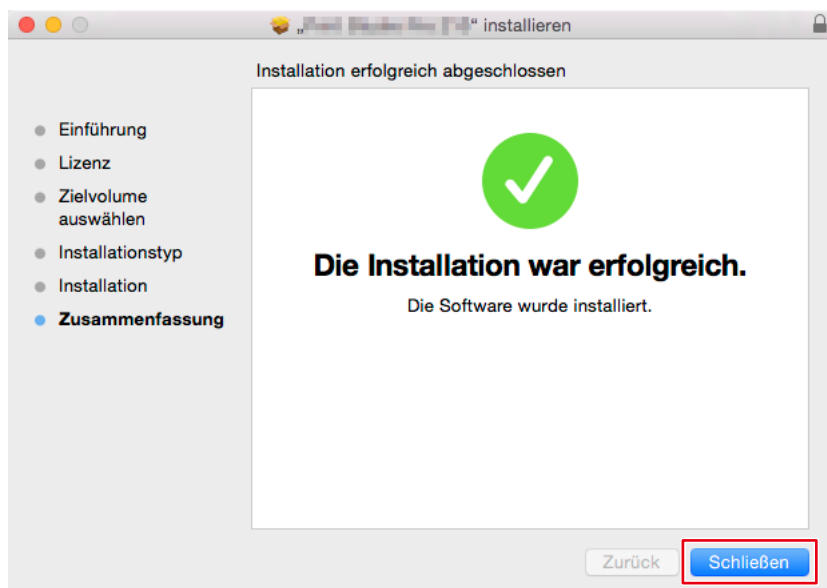 “ installieren
Installation erfolgreich abgeschlossen
Einführung
Lizenz
Zielvolume
auswählen
Installationstyp
Installation
Zusammenfassung
Die Installation war erfolgreich.
Die Software wurde installiert.
Zurück
Schließen